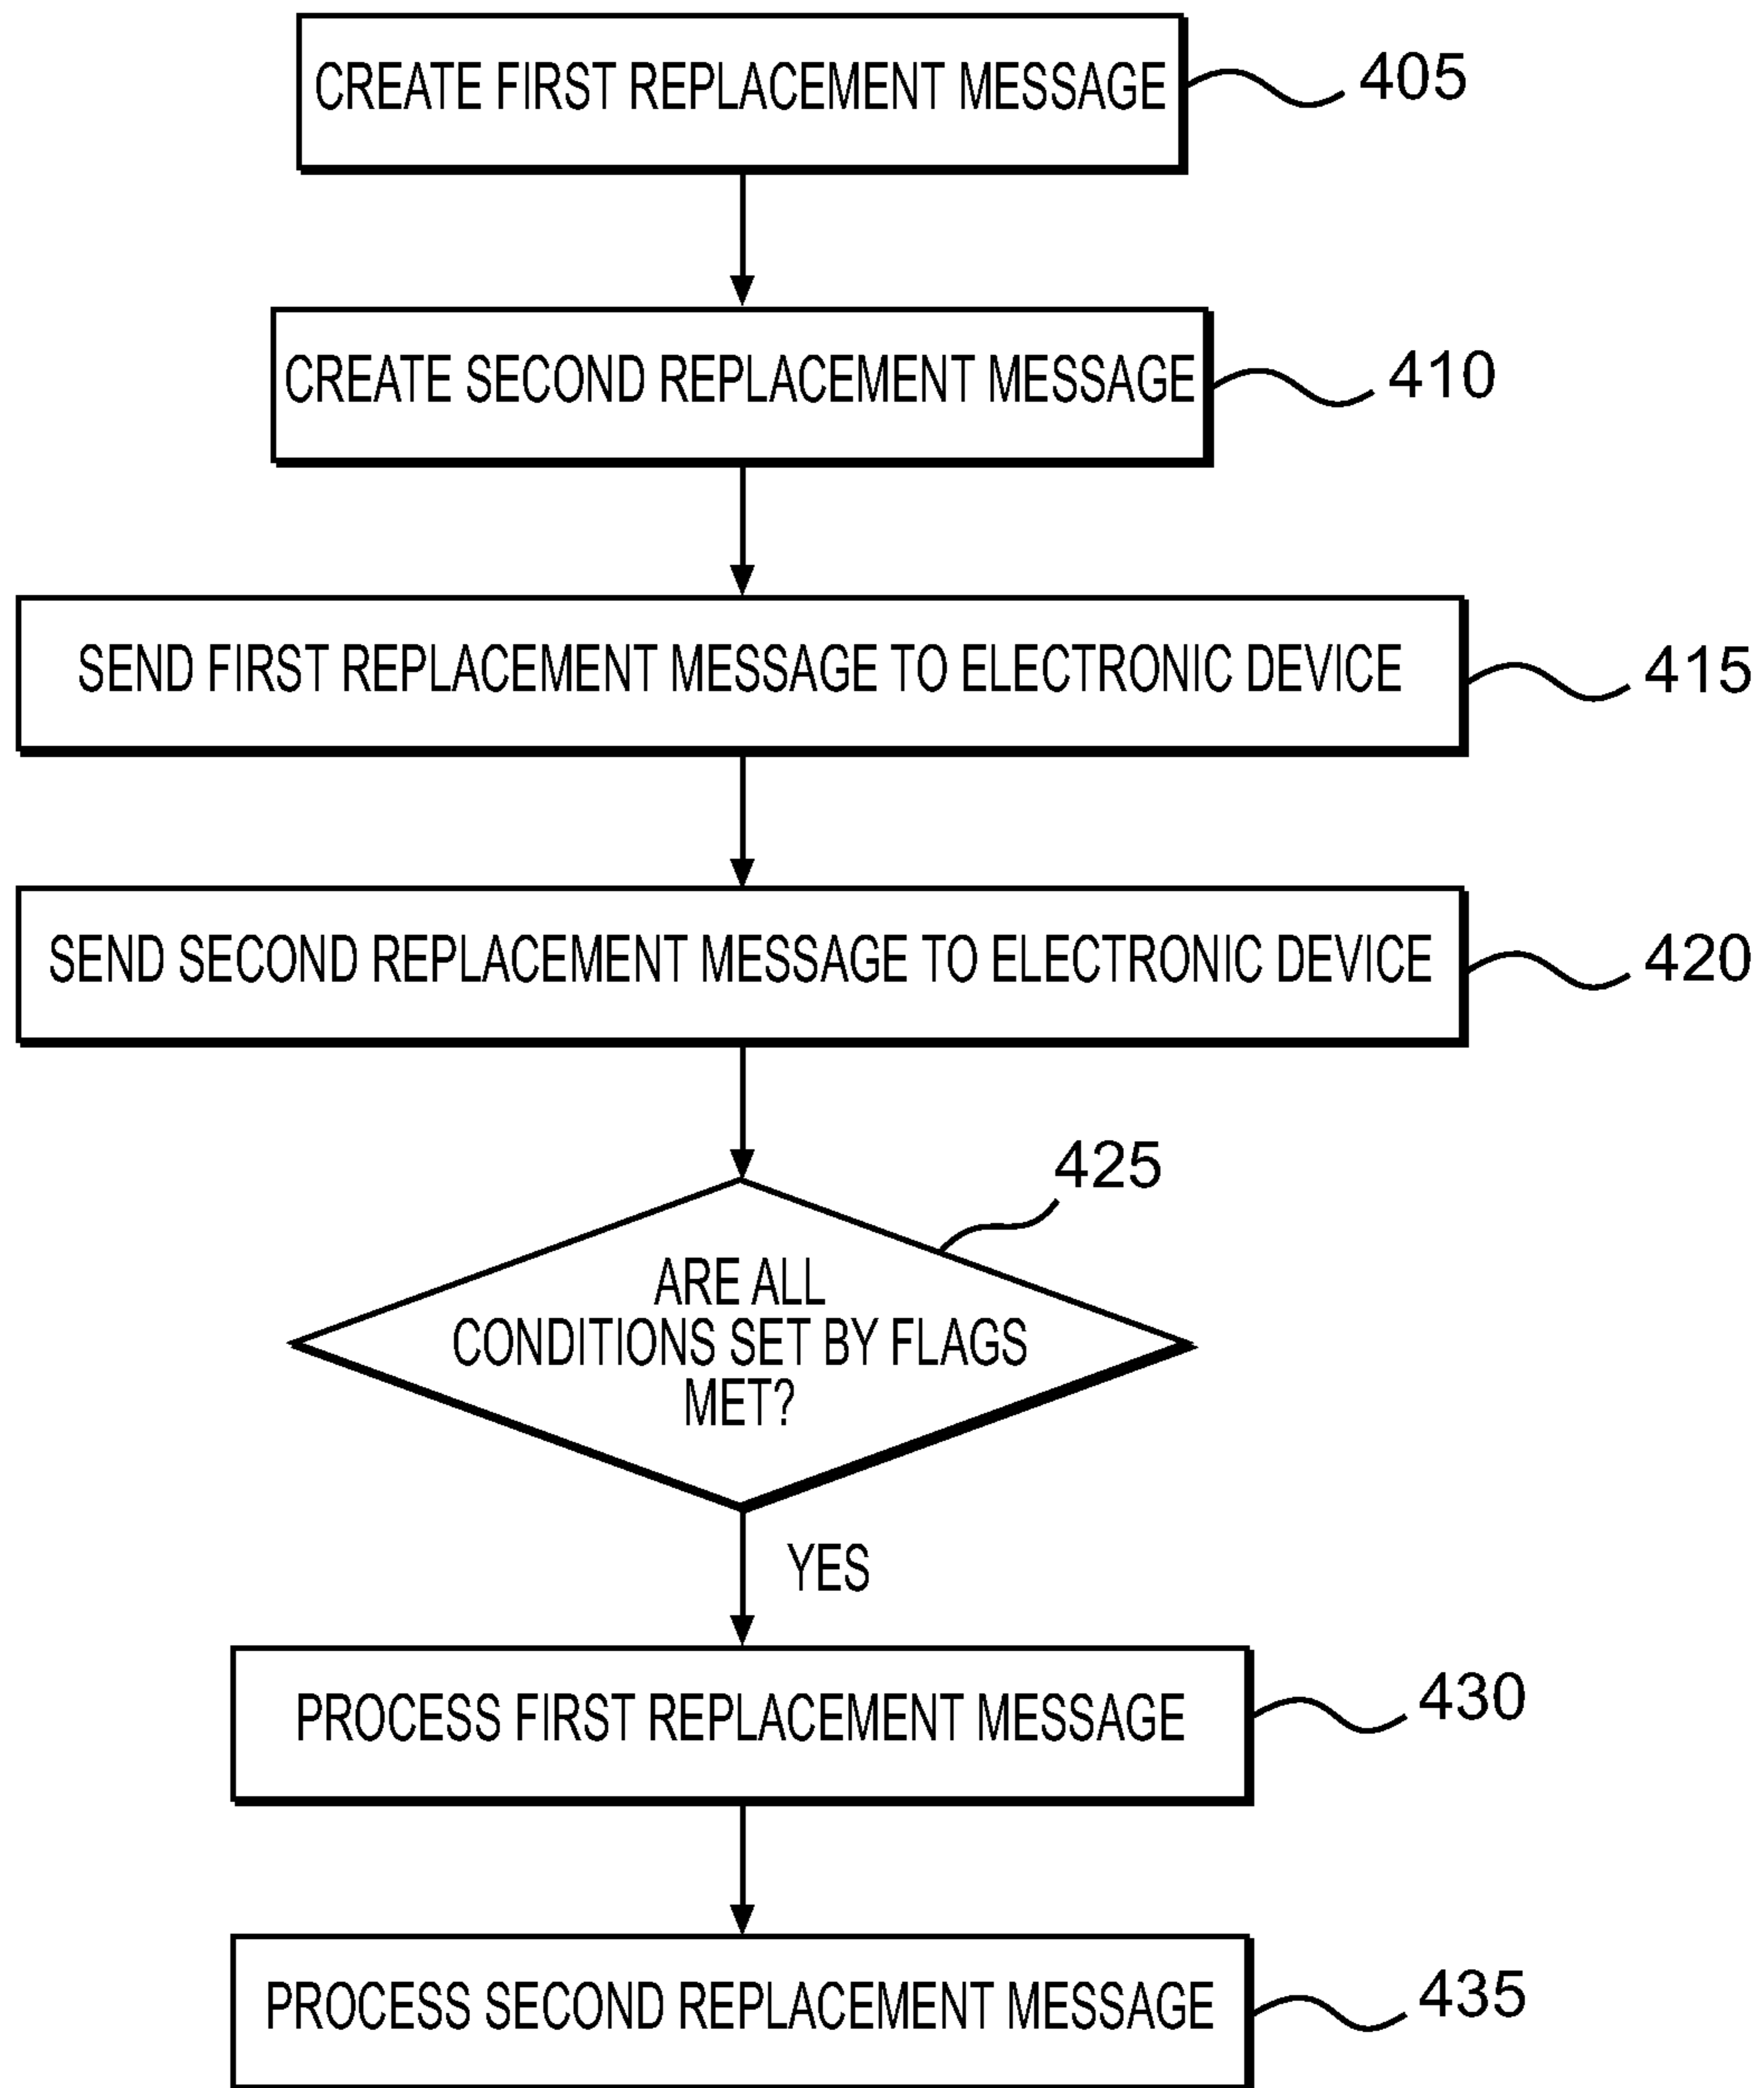 CREATE FIRST REPLACEMENT MESSAGE
405
CREATE SECOND REPLACEMENT MESSAGE
410
SEND FIRST REPLACEMENT MESSAGE TO ELECTRONIC DEVICE
415
SEND SECOND REPLACEMENT MESSAGE TO ELECTRONIC DEVICE
420
425
ARE ALL
CONDITIONS SET BY FLAGS
MET?
YES
PROCESS FIRST REPLACEMENT MESSAGE
430
PROCESS SECOND REPLACEMENT MESSAGE
435